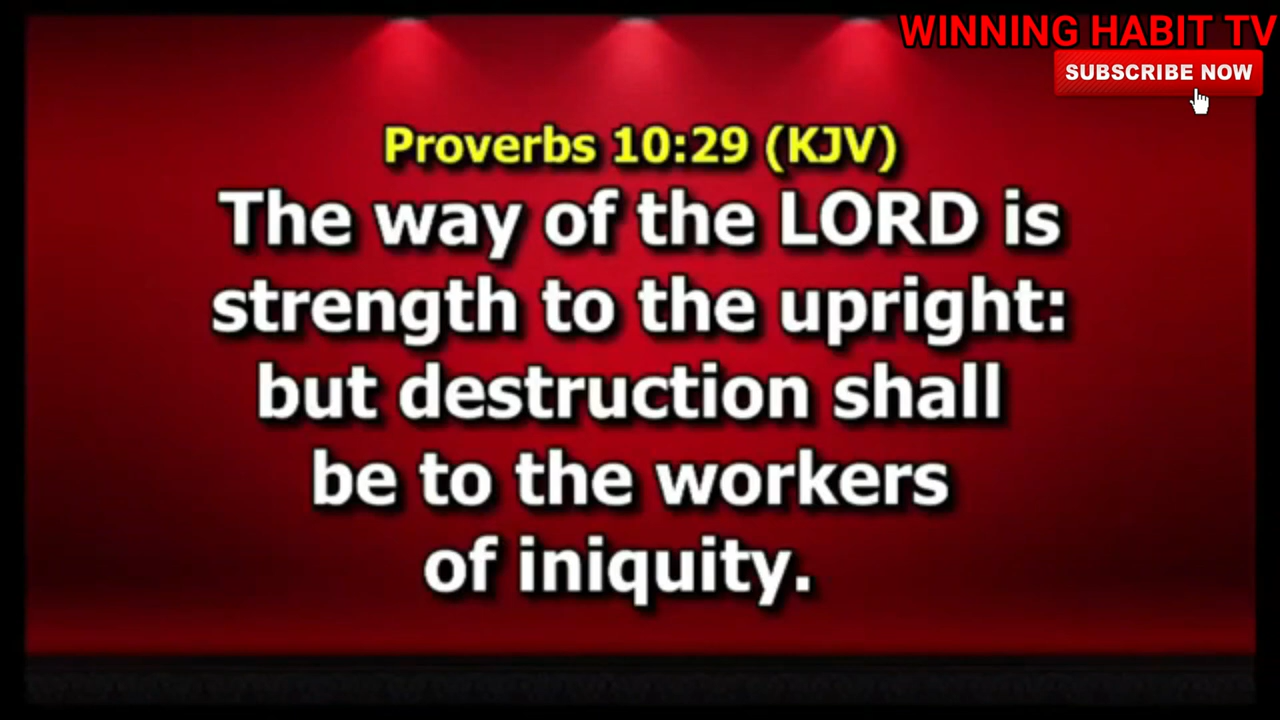 WINNING HABIT TV
SUBSCRIBE NOW
Proverbs 10:29 (KJV)
The way of the LORD is
strength to the upright:
but destruction shall
be to the workers
of iniquity.